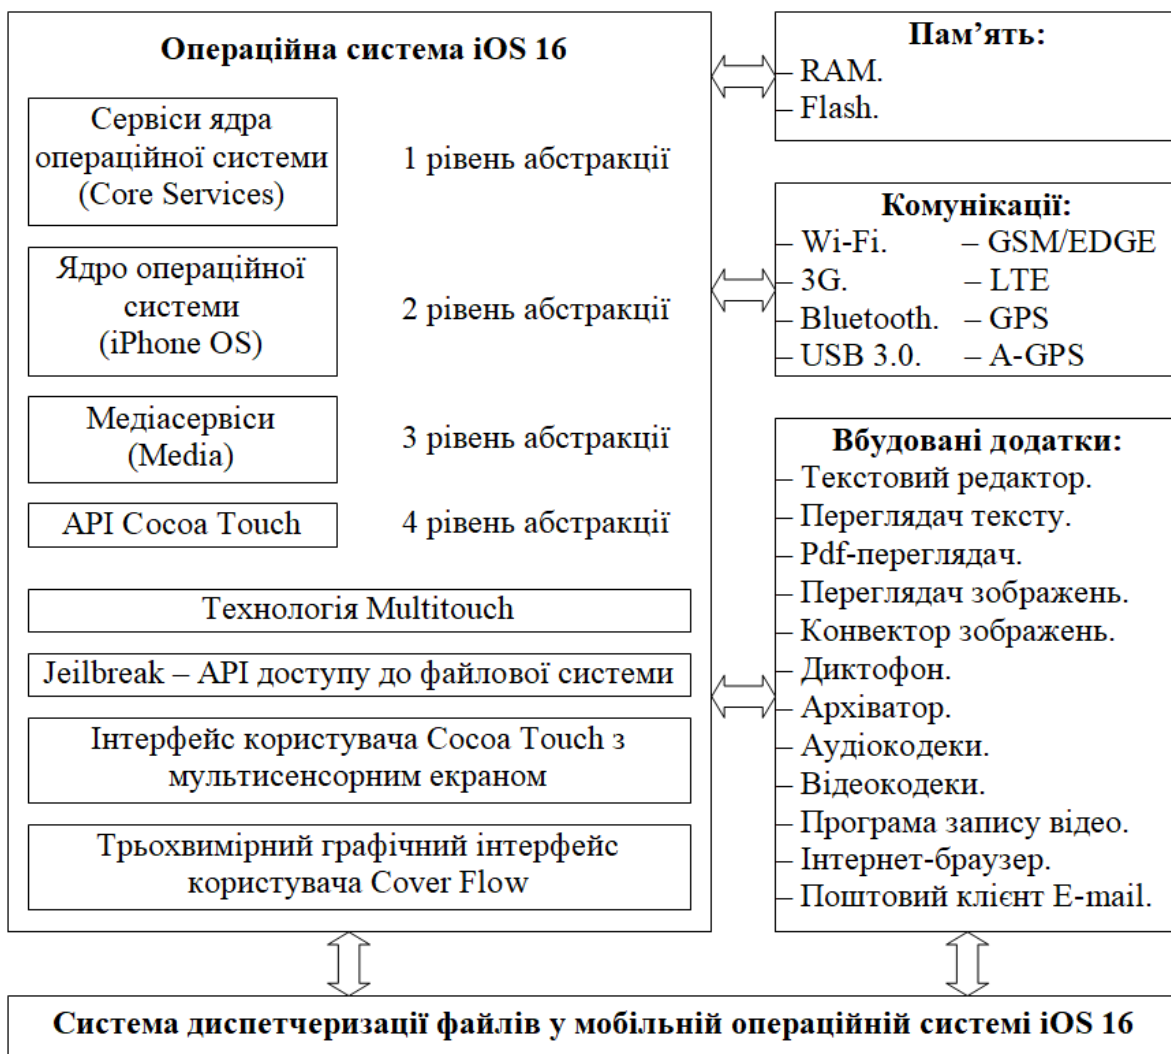 Операційна система iOS 16
Сервіси ядра
операційної системи
(Core Services)
1 рівень абстракції
Ядро операційної
системи
(iPhone OS)
2 рівень абстракції
Медіасервіси
(Media)
3 рівень абстракції
API Cocoa Touch
4 рівень абстракції
Технологія Multitouch
Jeilbreak – API доступу до файлової системи
Інтерфейс користувача Cocoa Touch з
мультисенсорним екраном
Трьохвимірний графічний інтерфейс
користувача Cover Flow
Пам’ять:
– RAM.
– Flash.
Комунікації:
– Wi-Fi. – GSM/EDGE
– 3G. – LTE
– Bluetooth. – GPS
– USB 3.0. – A-GPS
Вбудовані додатки:
– Текстовий редактор.
– Переглядач тексту.
– Pdf-переглядач.
– Переглядач зображень.
– Конвектор зображень.
– Диктофон.
– Архіватор.
– Аудіокодеки.
– Відеокодеки.
– Програма запису відео.
– Інтернет-браузер.
– Поштовий клієнт E-mail.
Система диспетчеризації файлів у мобільній операційній системі iOS 16